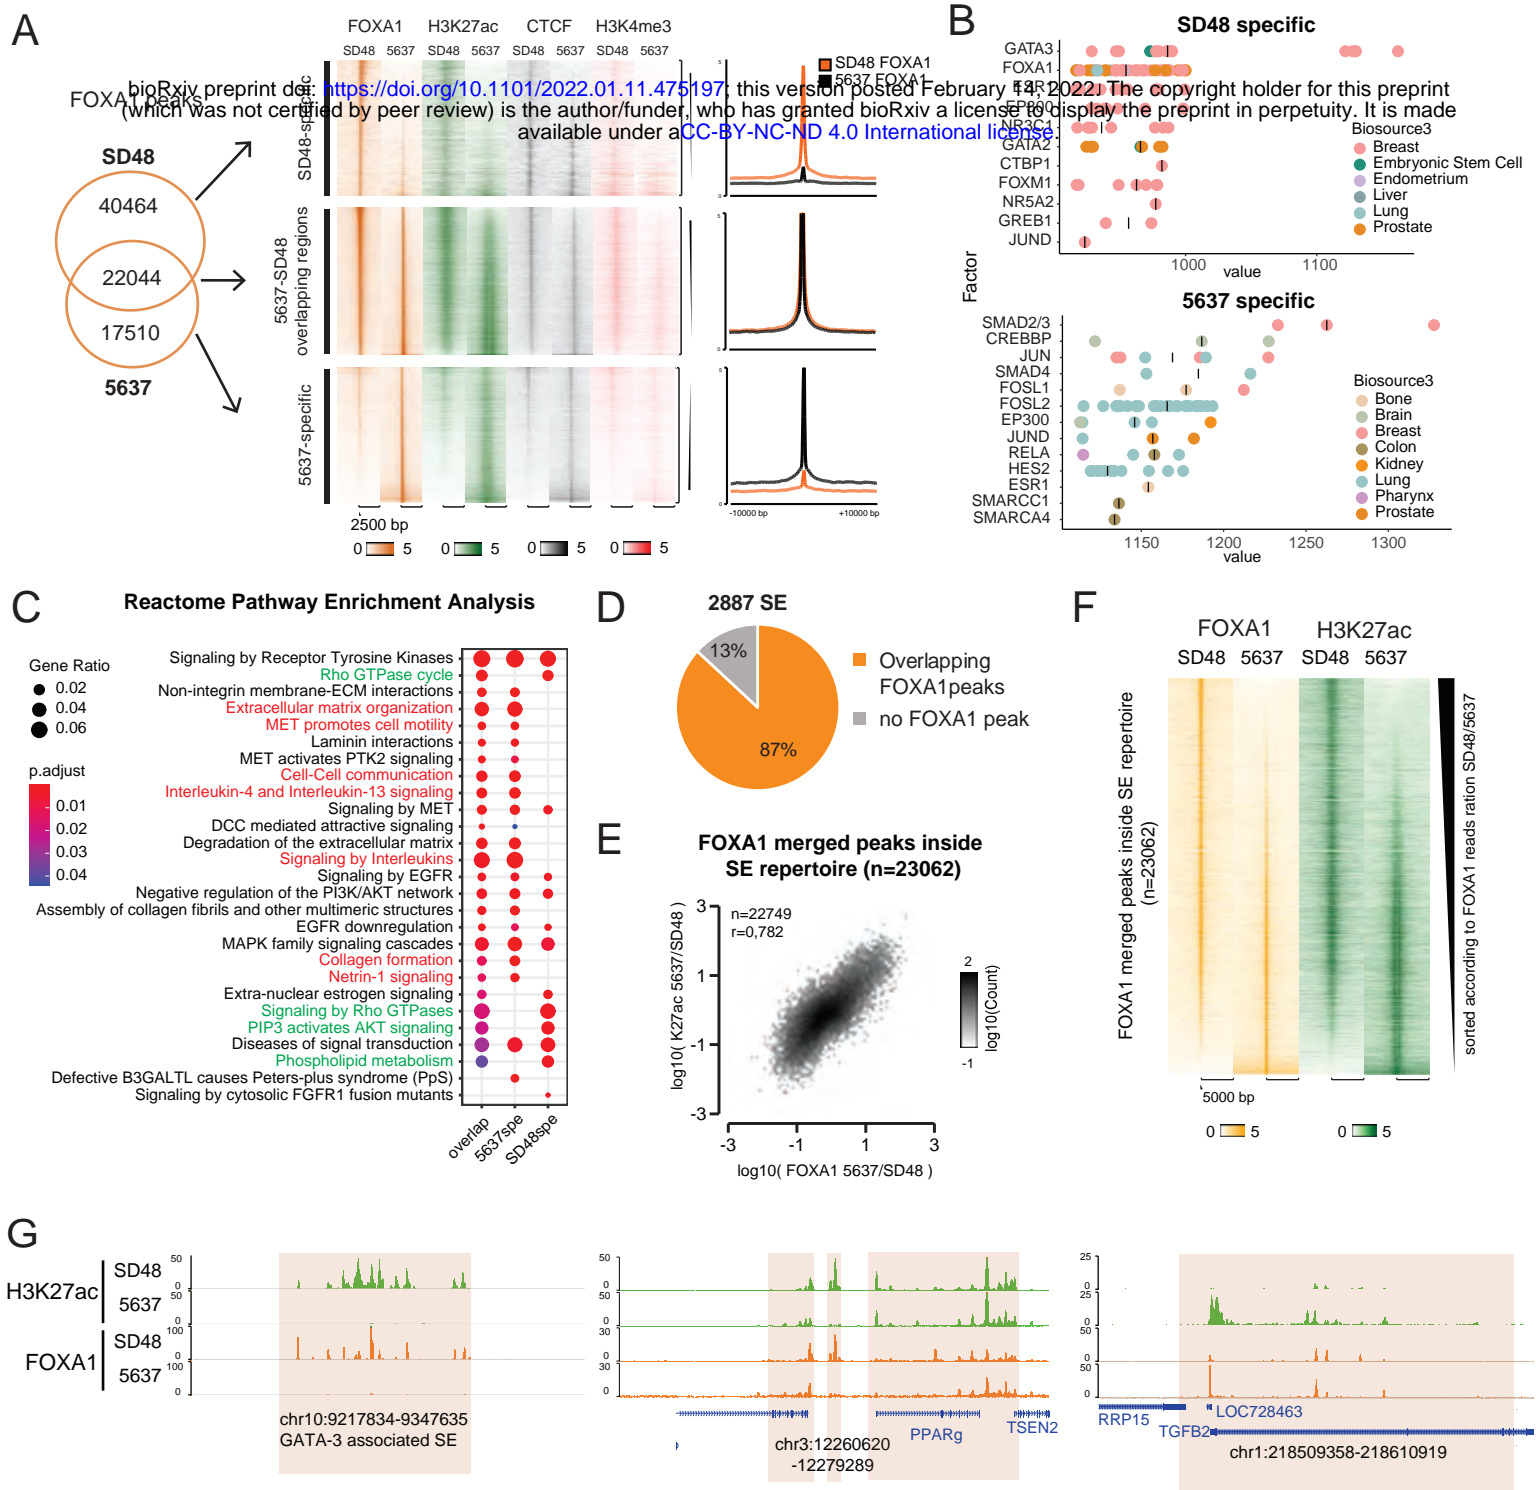 A
FOXA1 H3K27ac CTCF H3K4me3
SD48 5637 SD48 5637 SD48 5637 SD48 5637
SD48 FOXA1
5637 FOXA1
bioRxiv preprint doi: https://doi.org/10.1101/2022.01.11.475197; this version posted February 14, 2022. The copyright holder for this preprint
(which was not certified by peer review) is the author/funder, who has granted bioRxiv a license to display the preprint in perpetuity. It is made
available under aCC-BY-NC-ND 4.0 International license.
FOXA1 peaks
SD48
40464
22044
17510
5637
SD48-specific
5637-SD48
overlapping regions
5637-specific
2500 bp
0 5 0 5 0 5 0 5
-10000 bp +10000 bp
B
SD48 specific
GATA3
FOXA1
ESR1
EP300
NR3C1
GATA2
CTBP1
FOXM1
NR5A2
GREB1
JUND
1000 1100
value
Biosource3
Breast
Embryonic Stem Cell
Endometrium
Liver
Lung
Prostate
Factor
5637 specific
SMAD2/3
CREBBP
JUN
SMAD4
FOSL1
FOSL2
EP300
JUND
RELA
HES2
ESR1
SMARCC1
SMARCA4
1150 1200 1250 1300
value
Biosource3
Bone
Brain
Breast
Colon
Kidney
Lung
Pharynx
Prostate
C
Reactome Pathway Enrichment Analysis
Gene Ratio
0.02
0.04
0.06
p.adjust
0.01
0.02
0.03
0.04
Signaling by Receptor Tyrosine Kinases
Rho GTPase cycle
Non-integrin membrane-ECM interactions
Extracellular matrix organization
MET promotes cell motility
Laminin interactions
MET activates PTK2 signaling
Cell-Cell communication
Interleukin-4 and Interleukin-13 signaling
Signaling by MET
DCC mediated attractive signaling
Degradation of the extracellular matrix
Signaling by Interleukins
Signaling by EGFR
Negative regulation of the PI3K/AKT network
Assembly of collagen fibrils and other multimeric structures
EGFR downregulation
MAPK family signaling cascades
Collagen formation
Netrin-1 signaling
Extra-nuclear estrogen signaling
Signaling by Rho GTPases
PIP3 activates AKT signaling
Diseases of signal transduction
Phospholipid metabolism
Defective B3GALTL causes Peters-plus syndrome (PpS)
Signaling by cytosolic FGFR1 fusion mutants
overlap
5637spe
SD48spe
D
2887 SE
13%
87%
Overlapping
FOXA1peaks
no FOXA1 peak
E
FOXA1 merged peaks inside
SE repertoire (n=23062)
n=22749
r=0,782
3
1
-1
-3
log10( K27ac 5637/SD48 )
-3 -1 1 3
log10( FOXA1 5637/SD48 )
2
-1
log10(Count)
F
FOXA1 H3K27ac
SD48 5637 SD48 5637
FOXA1 merged peaks inside SE repertoire
(n=23062)
sorted according to FOXA1 reads ration SD48/5637
5000 bp
0 5 0 5
G
H3K27ac
SD48
5637
FOXA1
SD48
5637
50
0
50
0
100
0
100
0
chr10:9217834-9347635
GATA-3 associated SE
50
0
50
0
30
0
30
0
chr3:12260620
-12279289
PPARg
TSEN2
25
0
25
0
50
0
50
0
RRP15
LOC728463
TGFB2
chr1:218509358-218610919